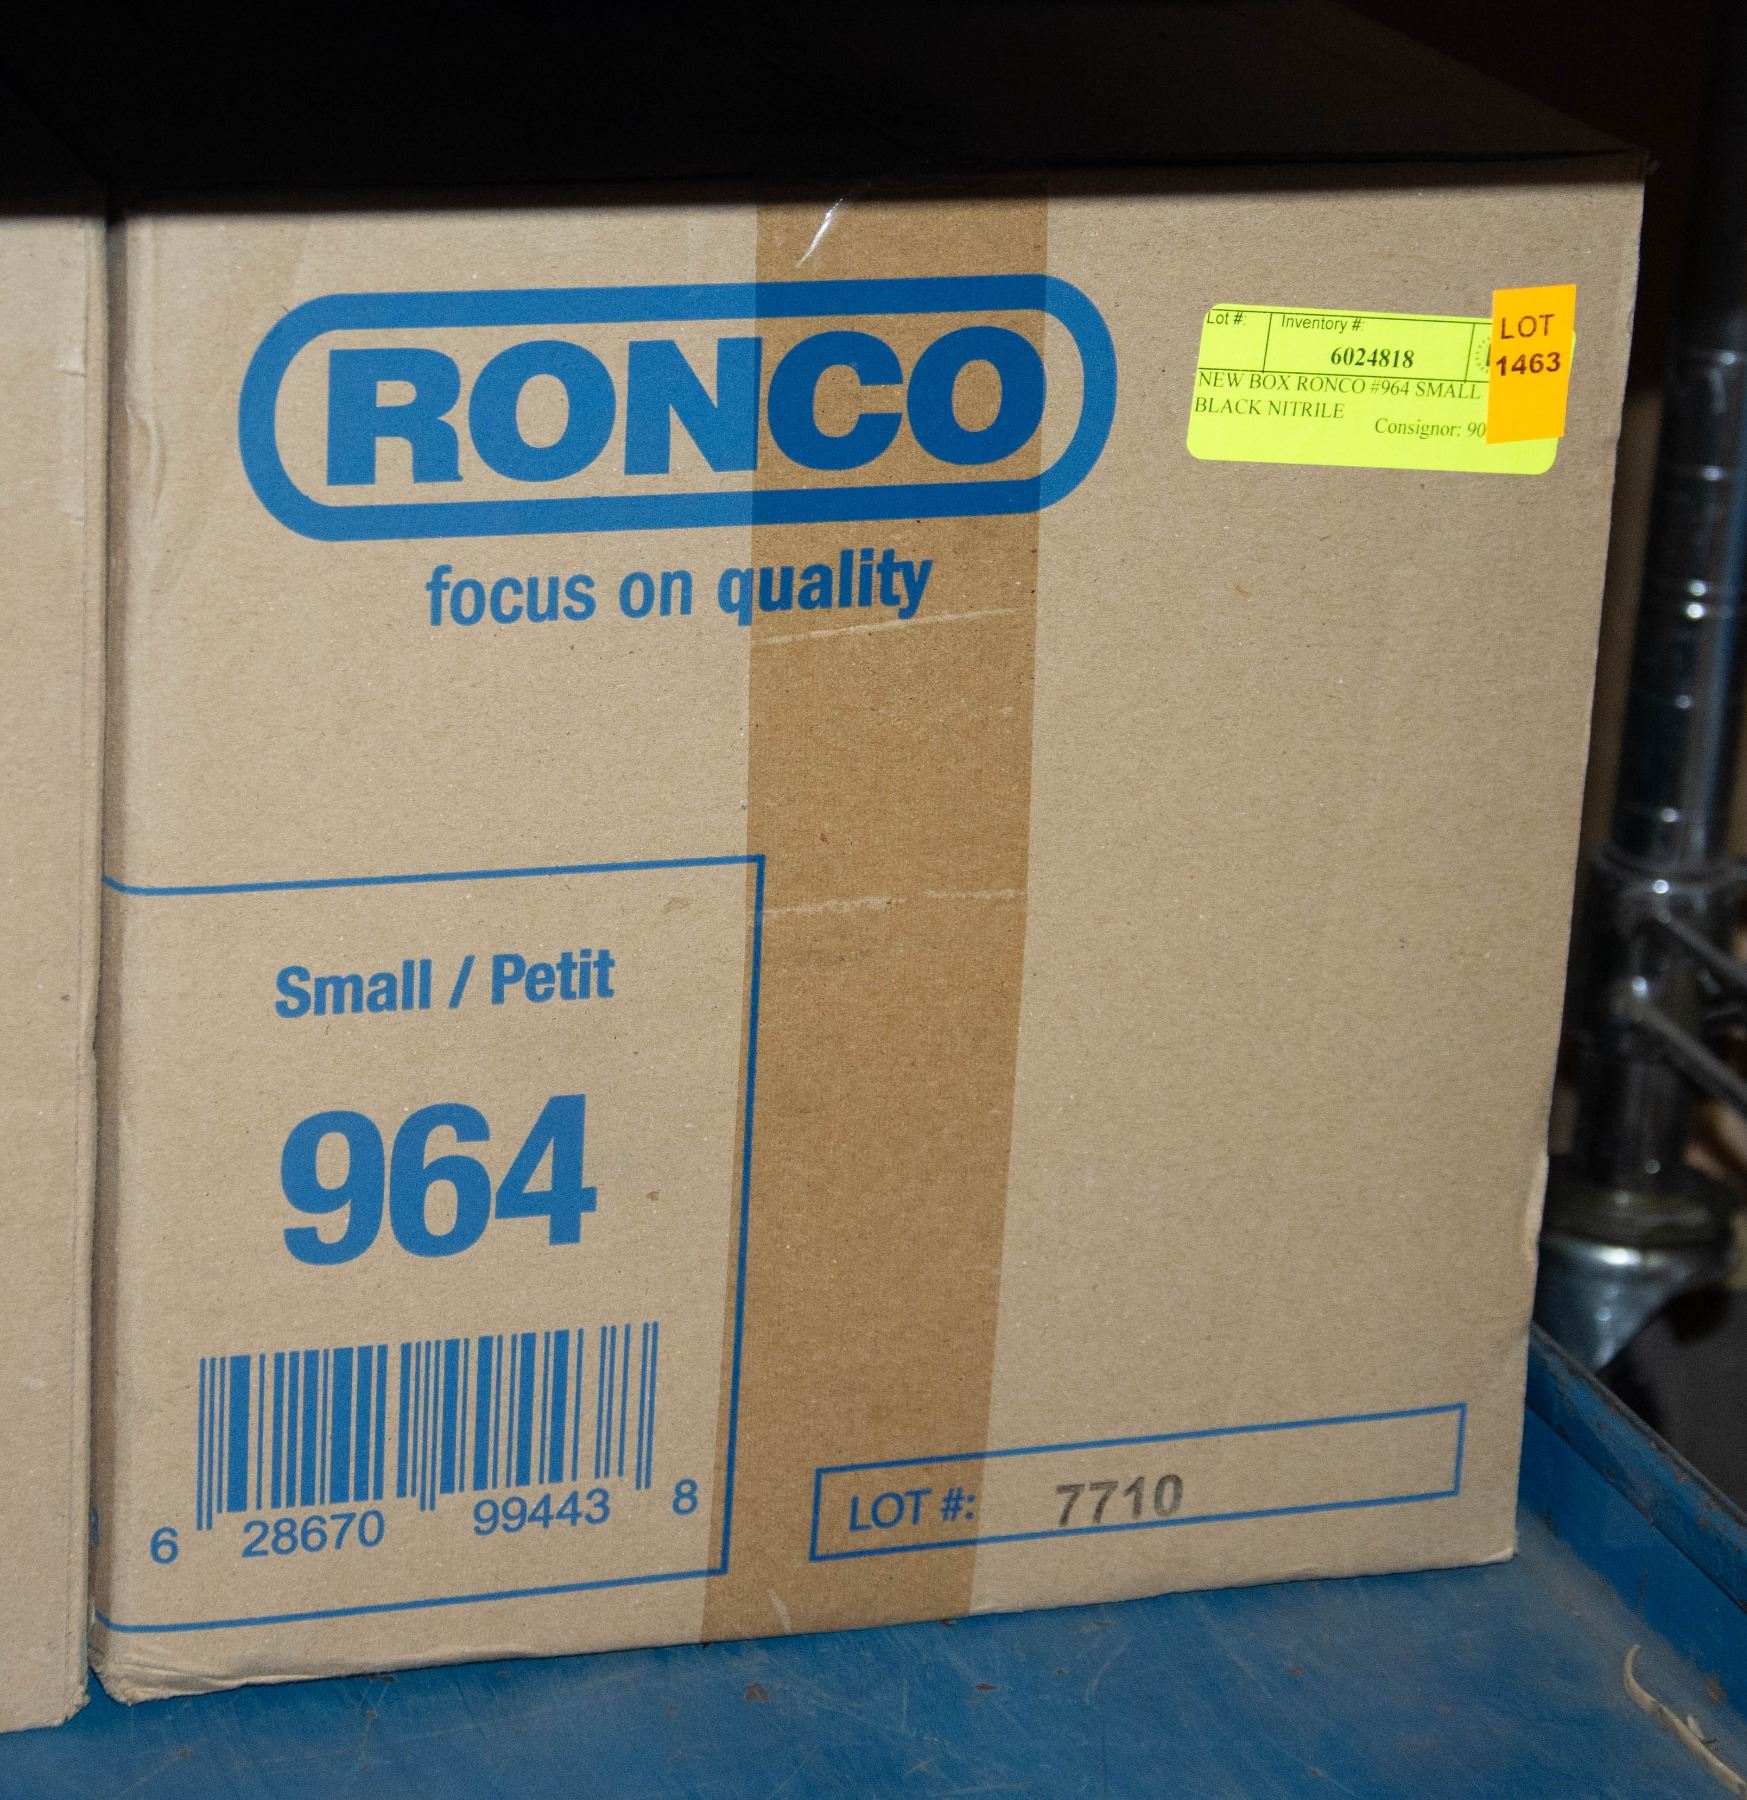 RONCO
focus on quality
Lot #: Inventory #:
6024818
NEW BOX RONCO #964 SMALL
BLACK NITRILE
Consignor: 90
LOT
1463
Small / Petit
964
6 28670 99443 8
LOT #: 7710